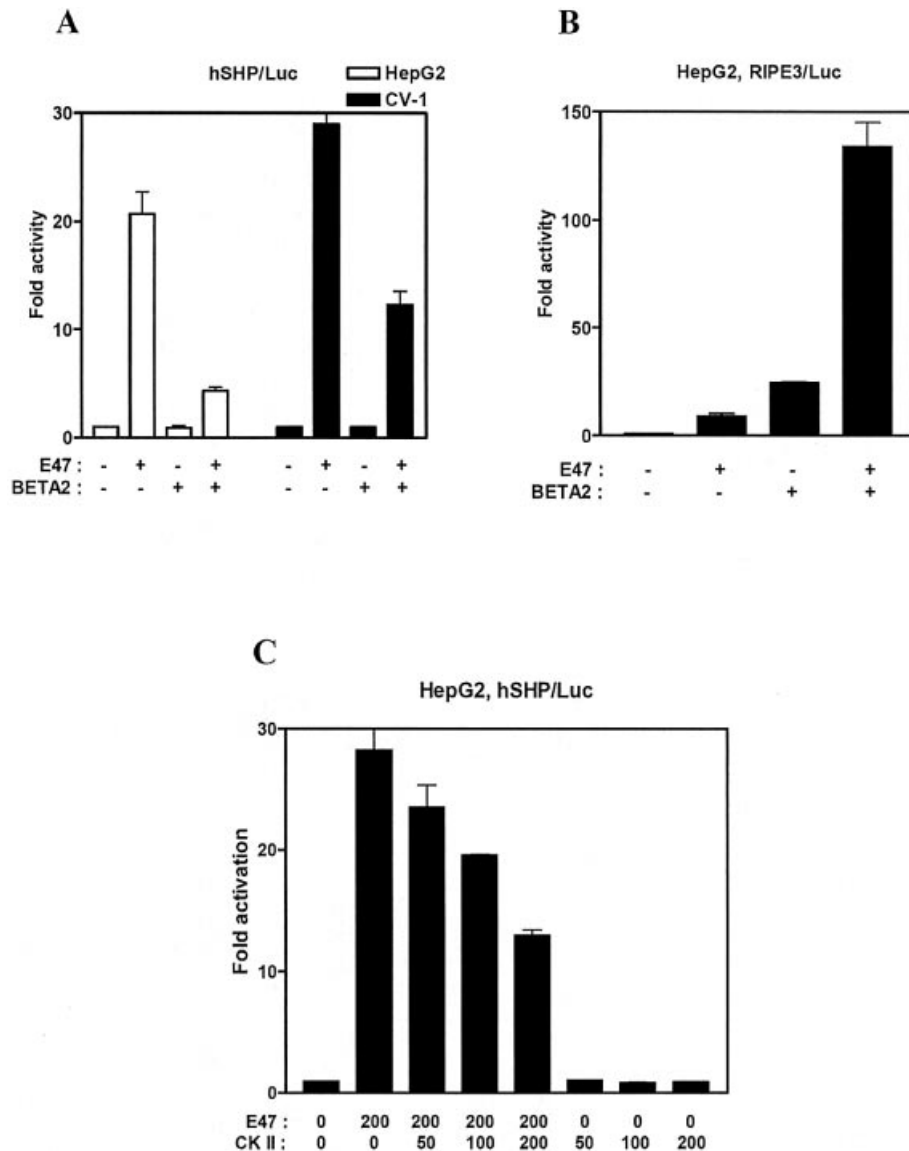 A
hSHP/Luc
HepG2
CV-1
30
20
10
0
Fold activity
E47 : - + - + - + - +
BETA2 : - - + + - - + +
B
HepG2, RIPE3/Luc
150
100
50
0
Fold activity
E47 : - + - +
BETA2 : - - + +
C
HepG2, hSHP/Luc
30
20
10
0
Fold activation
E47 : 0 200 200 200 200 0 0 0
CK II : 0 0 50 100 200 50 100 200